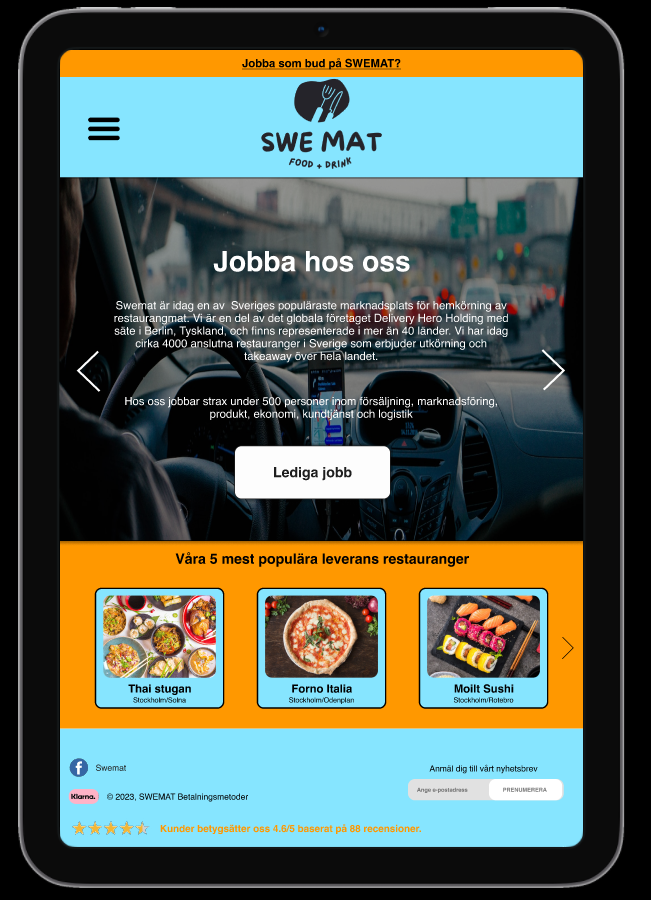 Jobba som bud på SWEMAT?
SWE MAT
FOOD + DRINK
Jobba hos oss
Swemat är idag en av Sveriges populäraste marknadsplats för hemkörning av
restaurangmat. Vi är en del av det globala företaget Delivery Hero Holding med
säte i Berlin, Tyskland, och finns representerade i mer än 40 länder. Vi har idag
cirka 4000 anslutna restauranger i Sverige som erbjuder utkörning och
takeaway över hela landet.
Hos oss jobbar strax under 500 personer inom försäljning, marknadsföring,
produkt, ekonomi, kundtjänst och logistik
Lediga jobb
Våra 5 mest populära leverans restauranger
Thai stugan
Stockholm/Solna
Forno Italia
Stockholm/Odenplan
Moilt Sushi
Stockholm/Rotebro
Swemat
Anmäl dig till vårt nyhetsbrev
Ange e-postadress
PRENUMERERA
Klarna.
© 2023, SWEMAT Betalningsmetoder
Kunder betygsätter oss 4.6/5 baserat på 88 recensioner.